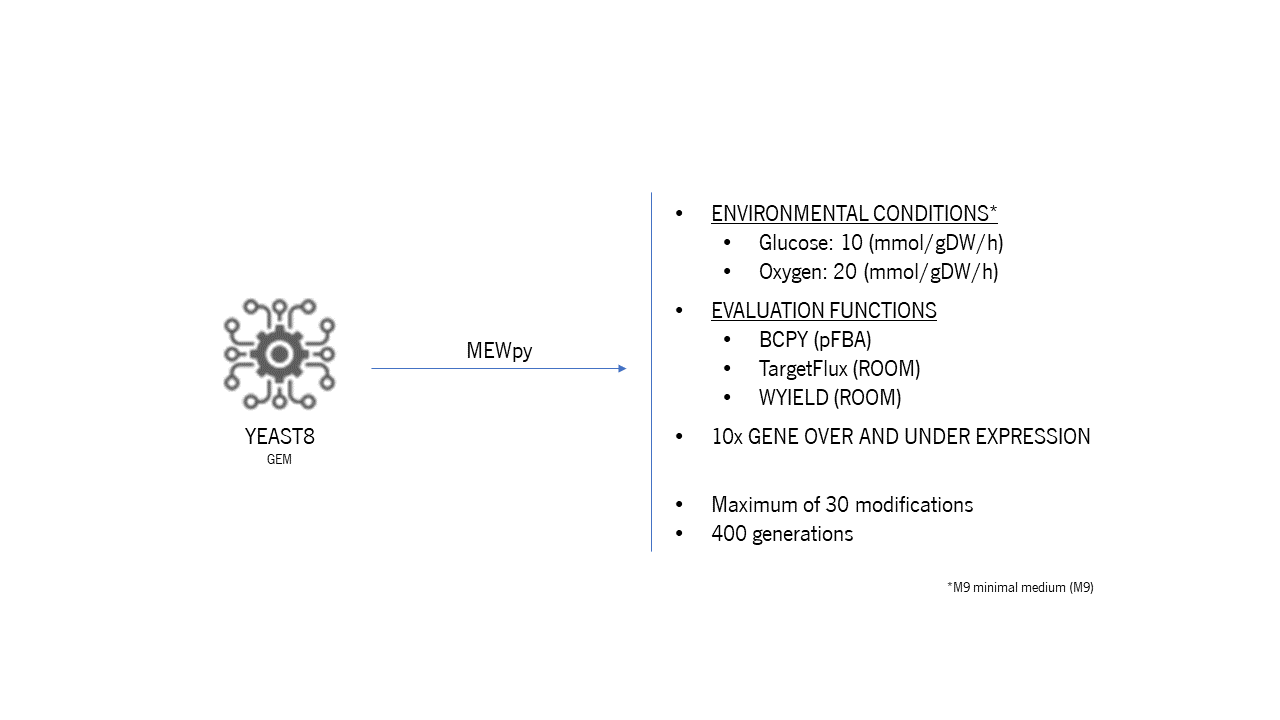 ENVIRONMENTAL CONDITIONS*
Glucose: 10 (mmol/gDW/h)
Oxygen: 20 (mmol/gDW/h)
EVALUATION FUNCTIONS
BCPY (pFBA)
TargetFlux (ROOM)
WYIELD (ROOM)
10x GENE OVER AND UNDER EXPRESSION
Maximum of 30 modifications
400 generations
MEWpy
YEAST8
GEM
*M9 minimal medium (M9)